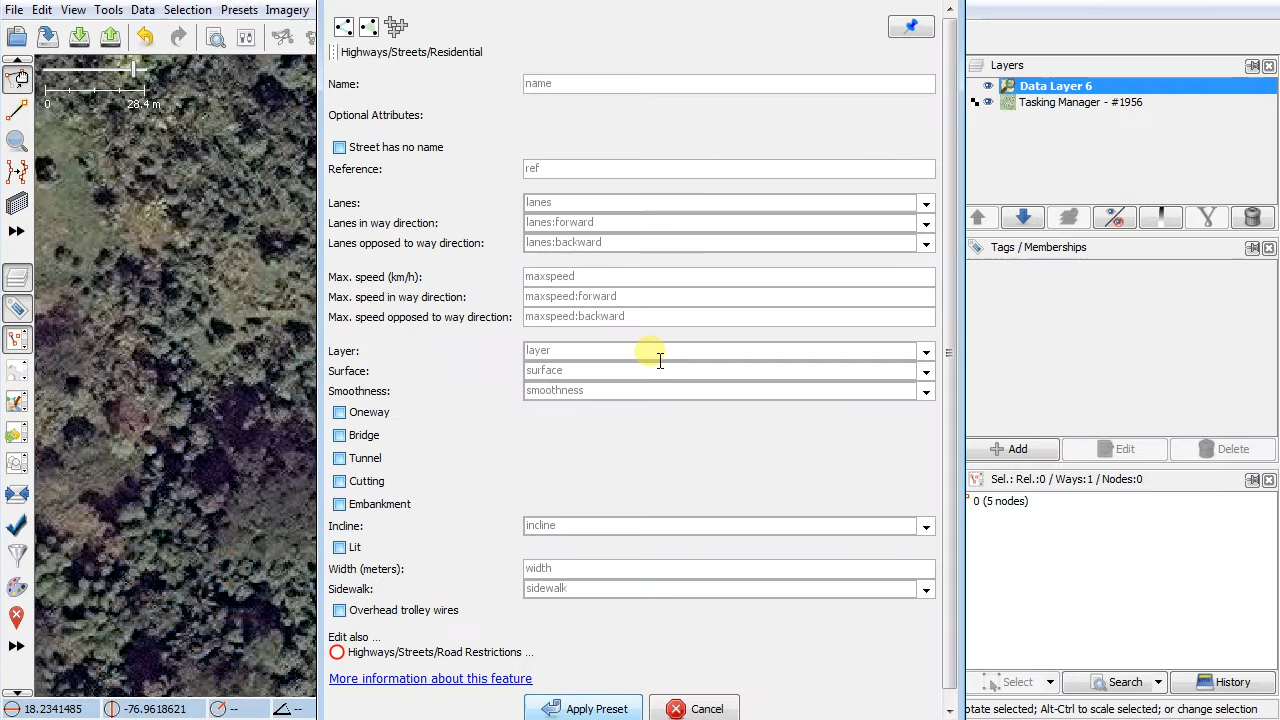 File Edit View Tools Data Selection Presets Imagery
0 28.4 m
Highways/Streets/Residential
Name: name
Optional Attributes:
Street has no name
Reference: ref
Lanes: lanes
Lanes in way direction: lanes:forward
Lanes opposed to way direction: lanes:backward
Max. speed (km/h): maxspeed
Max. speed in way direction: maxspeed:forward
Max. speed opposed to way direction: maxspeed:backward
Layer: layer
Surface: surface
Smoothness: smoothness
Oneway
Bridge
Tunnel
Cutting
Embankment
Incline: incline
Lit
Width (meters): width
Sidewalk: sidewalk
Overhead trolley wires
Edit also ...
Highways/Streets/Road Restrictions ...
More information about this feature
Apply Preset Cancel
Layers
Data Layer 6
Tasking Manager - #1956
Tags / Memberships
Add Edit Delete
Sel.: Rel.:0 / Ways:1 / Nodes:0
0 (5 nodes)
Select Search History
18.2341485 -76.9618621 -- --
otate selected; Alt-Ctrl to scale selected; or change selection